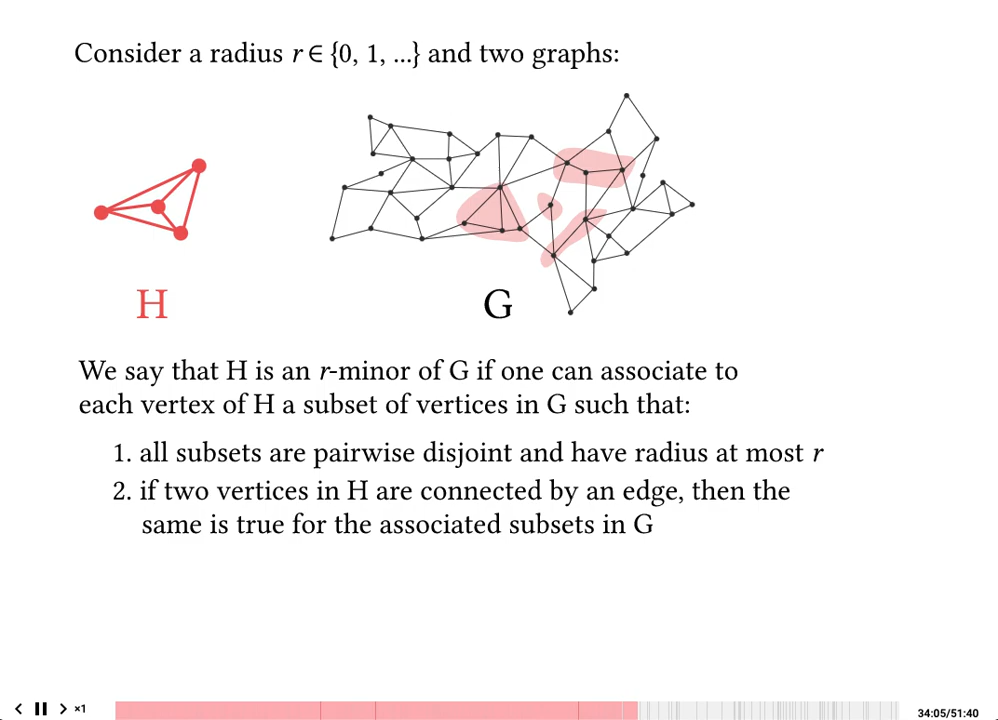 Consider a radius r ∈ {0, 1, ...} and two graphs:
H
G
We say that H is an r-minor of G if one can associate to
each vertex of H a subset of vertices in G such that:
1. all subsets are pairwise disjoint and have radius at most r
2. if two vertices in H are connected by an edge, then the
same is true for the associated subsets in G
×1
34:05/51:40